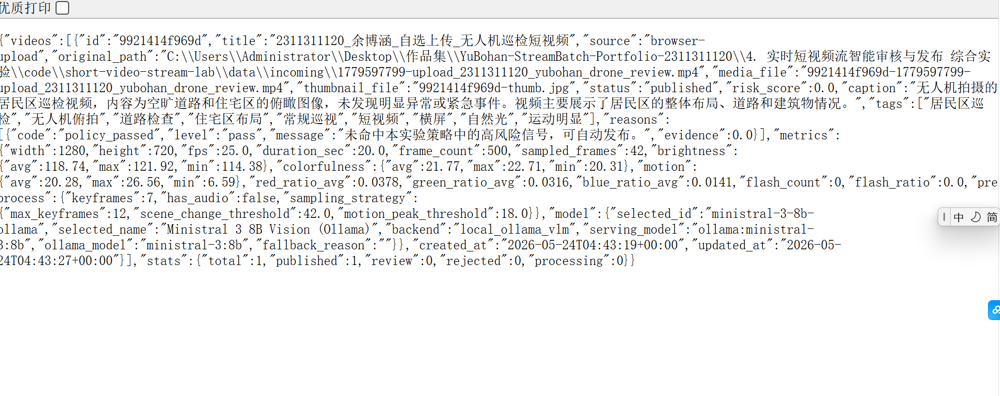 优质打印
{"videos":[{"id":"9921414f969d","title":"2311311120_余博涵_自选上传_无人机巡检短视频","source":"browser-
upload","original_path":"C:\\Users\\Administrator\\Desktop\\作品集\\YuBohan-StreamBatch-Portfolio-2311311120\\4. 实时短视频流智能审核与发布 综合实
验\\code\\short-video-stream-lab\\data\\incoming\\1779597799-upload_2311311120_yubohan_drone_review.mp4","media_file":"9921414f969d-1779597799-
upload_2311311120_yubohan_drone_review.mp4","thumbnail_file":"9921414f969d-thumb.jpg","status":"published","risk_score":0.0,"caption":"无人机拍摄的
居民区巡检视频，内容为空旷道路和住宅区的俯瞰图像，未发现明显异常或紧急事件。视频主要展示了居民区的整体布局、道路和建筑物情况。","tags":["居民区巡
检","无人机俯拍","道路检查","住宅区布局","常规巡视","短视频","横屏","自然光","运动明显"],"reasons":
[{"code":"policy_passed","level":"pass","message":"未命中本实验策略中的高风险信号，可自动发布。","evidence":0.0}],"metrics":
{"width":1280,"height":720,"fps":25.0,"duration_sec":20.0,"frame_count":500,"sampled_frames":42,"brightness":
{"avg":118.74,"max":121.92,"min":114.38},"colorfulness":{"avg":21.77,"max":22.71,"min":20.31},"motion":
{"avg":20.28,"max":26.56,"min":6.59},"red_ratio_avg":0.0378,"green_ratio_avg":0.0316,"blue_ratio_avg":0.0141,"flash_count":0,"flash_ratio":0.0,"pre
process":{"keyframes":7,"has_audio":false,"sampling_strategy":
{"max_keyframes":12,"scene_change_threshold":42.0,"motion_peak_threshold":18.0}},"model":{"selected_id":"ministral-3-8b-
ollama","selected_name":"Ministral 3 8B Vision (Ollama)","backend":"local_ollama_vlm","serving_model":"ollama:ministral-
3:8b","ollama_model":"ministral-3:8b","fallback_reason":""}},"created_at":"2026-05-24T04:43:19+00:00","updated_at":"2026-05-
24T04:43:27+00:00"}],"stats":{"total":1,"published":1,"review":0,"rejected":0,"processing":0}}
中 简